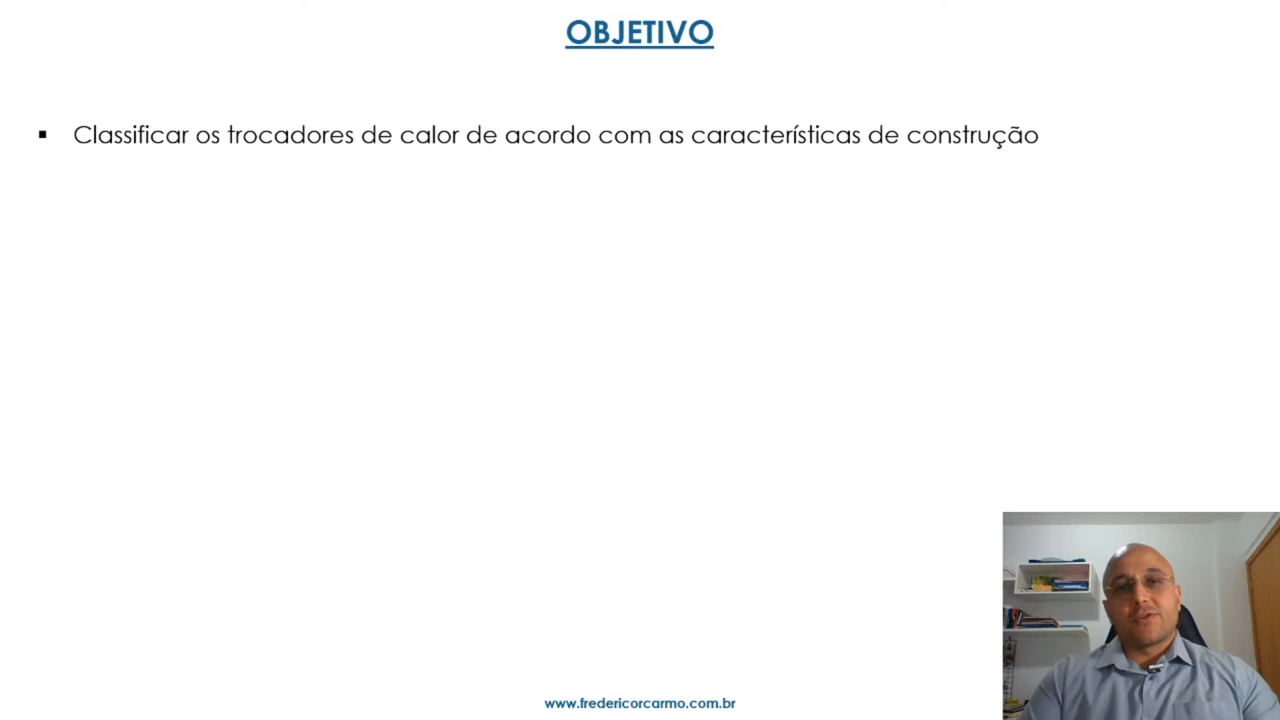 OBJETIVO
▪ Classificar os trocadores de calor de acordo com as características de construção
www.fredericorcarmo.com.br